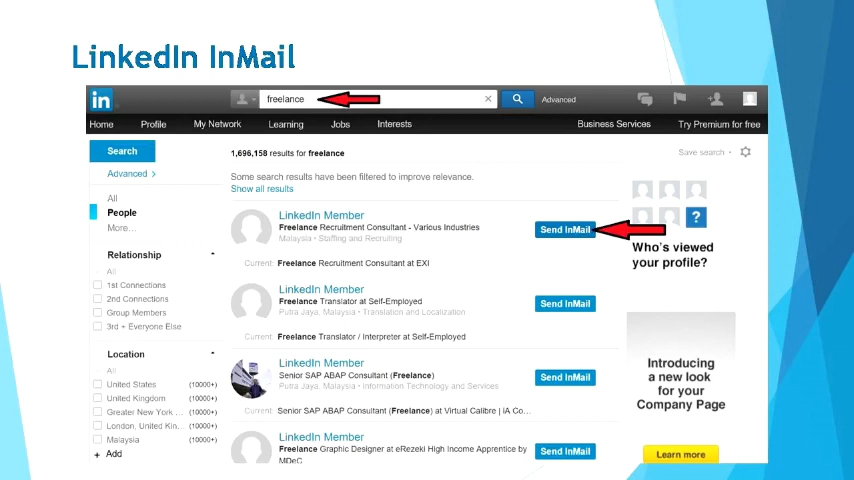 LinkedIn InMail
in
freelance
Advanced
Home Profile My Network Learning Jobs Interests Business Services Try Premium for free
Search
Advanced >
All
People
More...
Relationship
All
1st Connections
2nd Connections
Group Members
3rd + Everyone Else
Location
All
United States (10000+)
United Kingdom (10000+)
Greater New York ... (10000+)
London, United Kin... (10000+)
Malaysia (10000+)
+ Add
1,696,158 results for freelance
Save search
Some search results have been filtered to improve relevance.
Show all results
LinkedIn Member
Freelance Recruitment Consultant - Various Industries
Malaysia • Staffing and Recruiting
Current: Freelance Recruitment Consultant at EXI
Send InMail
LinkedIn Member
Freelance Translator at Self-Employed
Putra Jaya, Malaysia • Translation and Localization
Current: Freelance Translator / Interpreter at Self-Employed
Send InMail
LinkedIn Member
Senior SAP ABAP Consultant (Freelance)
Putra Jaya, Malaysia • Information Technology and Services
Current: Senior SAP ABAP Consultant (Freelance) at Virtual Calibre | IA Co...
Send InMail
LinkedIn Member
Freelance Graphic Designer at eRezeki High Income Apprentice by
MDeC
Send InMail
?
Who's viewed
your profile?
Introducing
a new look
for your
Company Page
Learn more